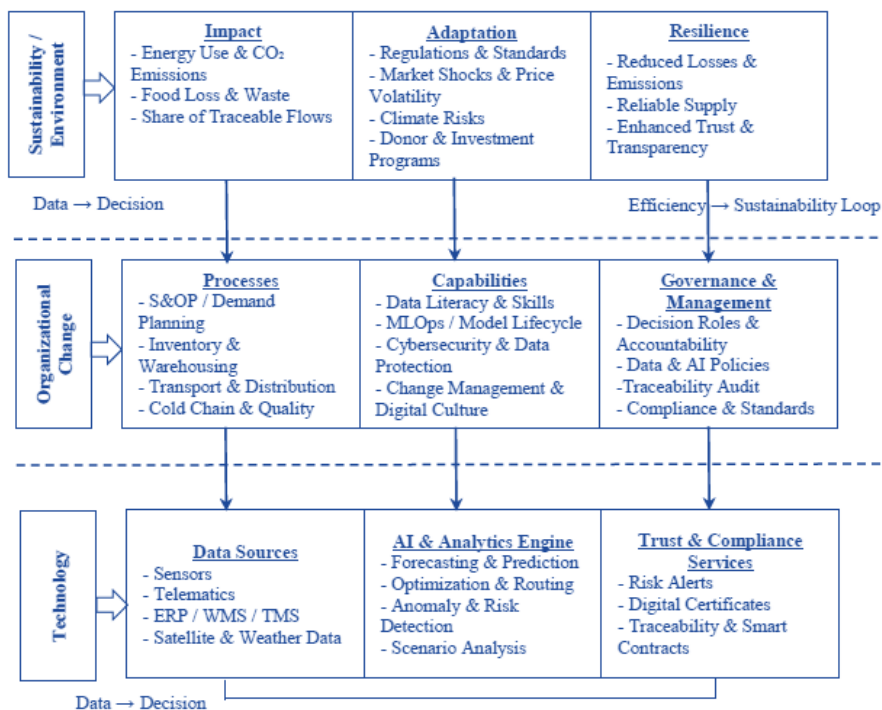 Sustainability /
Environment
Impact
- Energy Use & CO₂
Emissions
- Food Loss & Waste
- Share of Traceable Flows
Adaptation
- Regulations & Standards
- Market Shocks & Price
Volatility
- Climate Risks
- Donor & Investment
Programs
Resilience
- Reduced Losses &
Emissions
- Reliable Supply
- Enhanced Trust &
Transparency
Data → Decision
Efficiency → Sustainability Loop
Organizational
Change
Processes
- S&OP / Demand
Planning
- Inventory &
Warehousing
- Transport & Distribution
- Cold Chain & Quality
Capabilities
- Data Literacy & Skills
- MLOps / Model Lifecycle
- Cybersecurity & Data
Protection
- Change Management &
Digital Culture
Governance &
Management
- Decision Roles &
Accountability
- Data & AI Policies
-Traceability Audit
- Compliance & Standards
Technology
Data Sources
- Sensors
- Telematics
- ERP / WMS / TMS
- Satellite & Weather Data
AI & Analytics Engine
- Forecasting & Prediction
- Optimization & Routing
- Anomaly & Risk
Detection
- Scenario Analysis
Trust & Compliance
Services
- Risk Alerts
- Digital Certificates
- Traceability & Smart
Contracts
Data → Decision